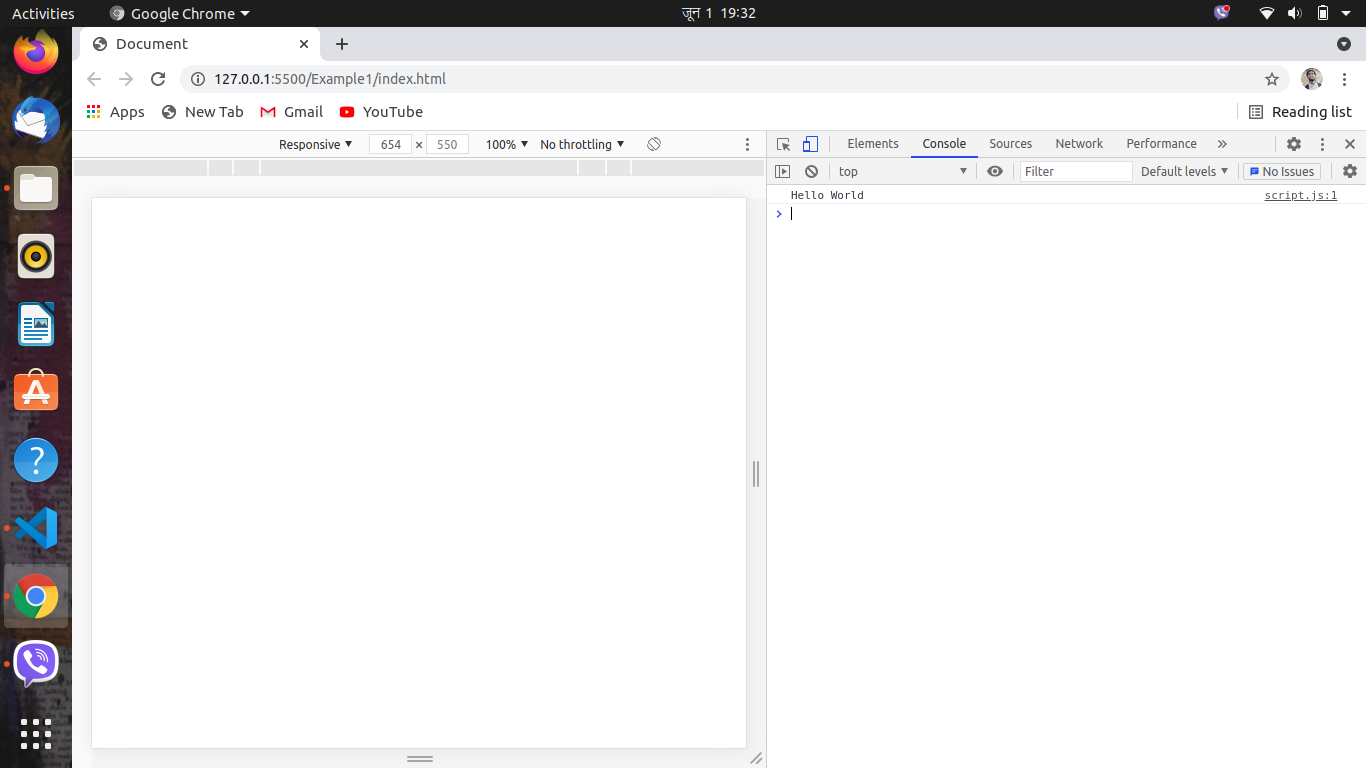 Activities Google Chrome जून 1 19:32
Document
127.0.0.1:5500/Example1/index.html
Apps New Tab Gmail YouTube Reading list
Responsive 654 × 550 100% No throttling Elements Console Sources Network Performance »
top Filter Default levels No Issues
Hello World script.js:1